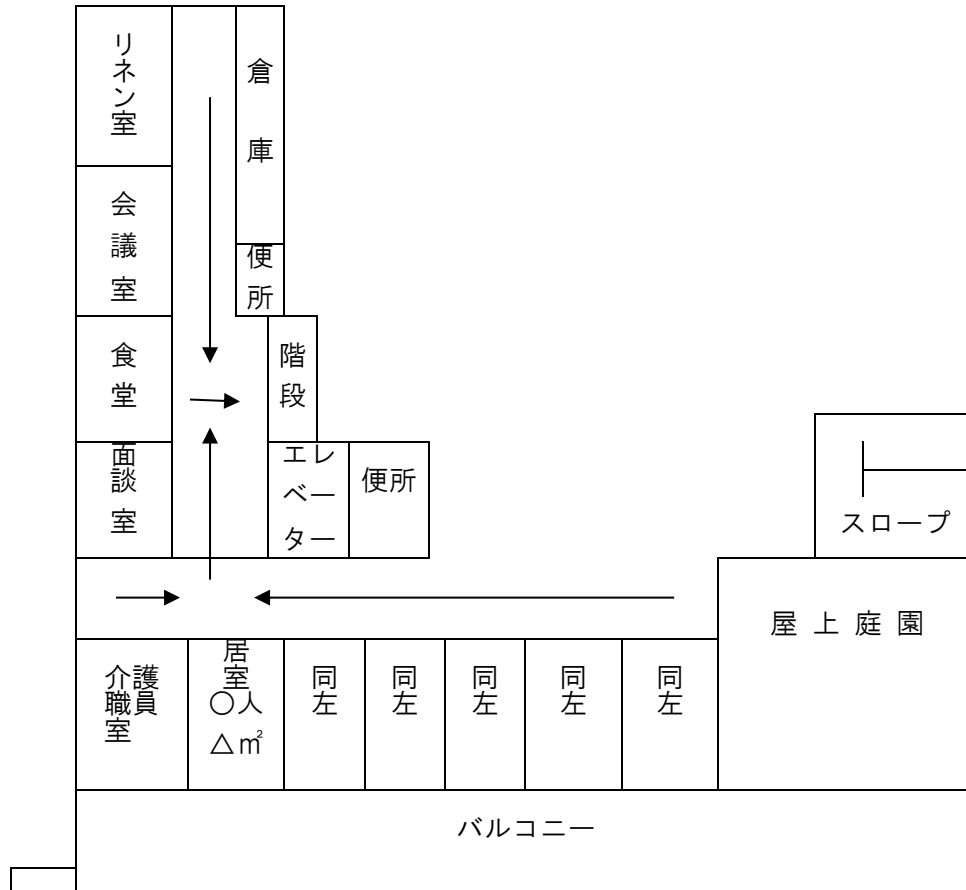 リネン室
倉庫
会議室
便所
食堂
階段
面談室
エレベーター
便所
スロープ
屋上庭園
介護職員室
居室
〇人
△㎡
同左
同左
同左
同左
同左
バルコニー